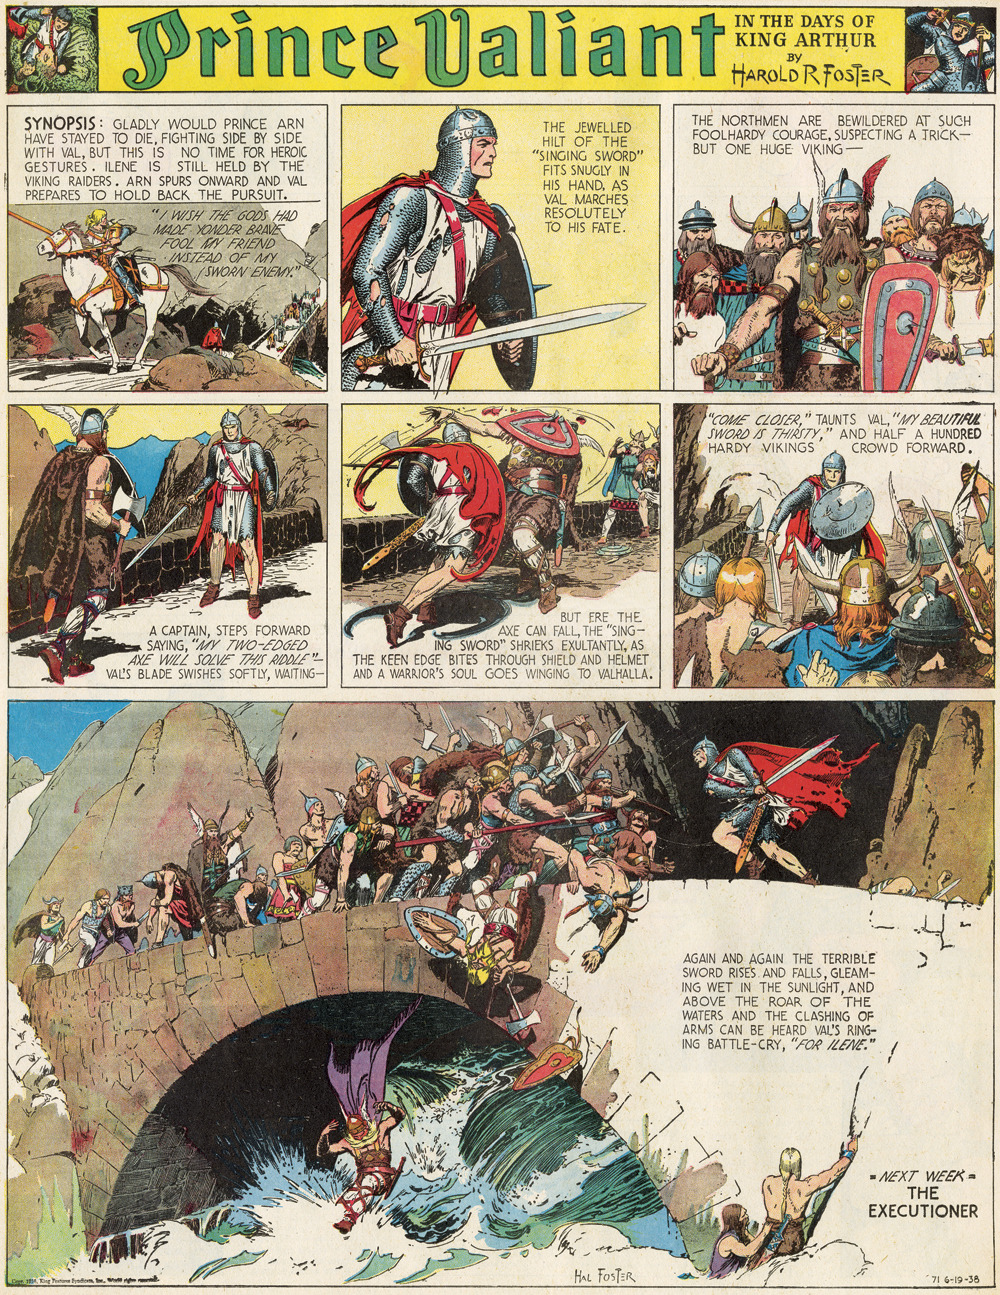 Prince Valiant
IN THE DAYS OF
KING ARTHUR
BY
HAROLD R FOSTER
SYNOPSIS: GLADLY WOULD PRINCE ARN
HAVE STAYED TO DIE, FIGHTING SIDE BY SIDE
WITH VAL, BUT THIS IS NO TIME FOR HEROIC
GESTURES. ILENE IS STILL HELD BY THE
VIKING RAIDERS. ARN SPURS ONWARD AND VAL
PREPARES TO HOLD BACK THE PURSUIT.
"I WISH THE GODS HAD
MADE YONDER BRAVE
FOOL MY FRIEND
INSTEAD OF MY
SWORN ENEMY."
THE JEWELLED
HILT OF THE
"SINGING SWORD"
FITS SNUGLY IN
HIS HAND, AS
VAL MARCHES
RESOLUTELY
TO HIS FATE.
THE NORTHMEN ARE BEWILDERED AT SUCH
FOOLHARDY COURAGE, SUSPECTING A TRICK—
BUT ONE HUGE VIKING—
A CAPTAIN, STEPS FORWARD
SAYING, "MY TWO-EDGED
AXE WILL SOLVE THIS RIDDLE"—
VAL'S BLADE SWISHES SOFTLY, WAITING—
BUT ERE THE
AXE CAN FALL, THE "SING-
ING SWORD" SHRIEKS EXULTANTLY, AS
THE KEEN EDGE BITES THROUGH SHIELD AND HELMET
AND A WARRIOR'S SOUL GOES WINGING TO VALHALLA.
"COME CLOSER," TAUNTS VAL, "MY BEAUTIFUL
SWORD IS THIRSTY," AND HALF A HUNDRED
HARDY VIKINGS CROWD FORWARD.
AGAIN AND AGAIN THE TERRIBLE
SWORD RISES AND FALLS, GLEAM-
ING WET IN THE SUNLIGHT, AND
ABOVE THE ROAR OF THE
WATERS AND THE CLASHING OF
ARMS CAN BE HEARD VAL'S RING-
ING BATTLE-CRY, "FOR ILENE."
=NEXT WEEK=
THE
EXECUTIONER
Copr. 1938, King Features Syndicate, Inc., World rights reserved.
HAL FOSTER
71 6-19-38